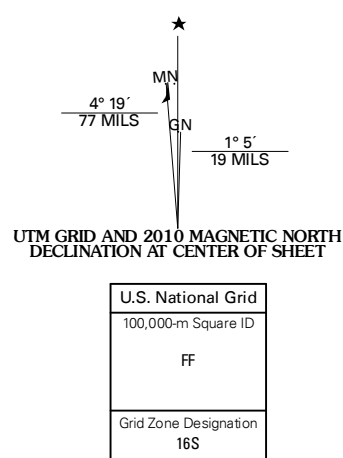 ★
MN
4° 19´
77 MILS
GN
1° 5´
19 MILS
UTM GRID AND 2010 MAGNETIC NORTH
DECLINATION AT CENTER OF SHEET
U.S. National Grid
100,000-m Square ID
FF
Grid Zone Designation
16S